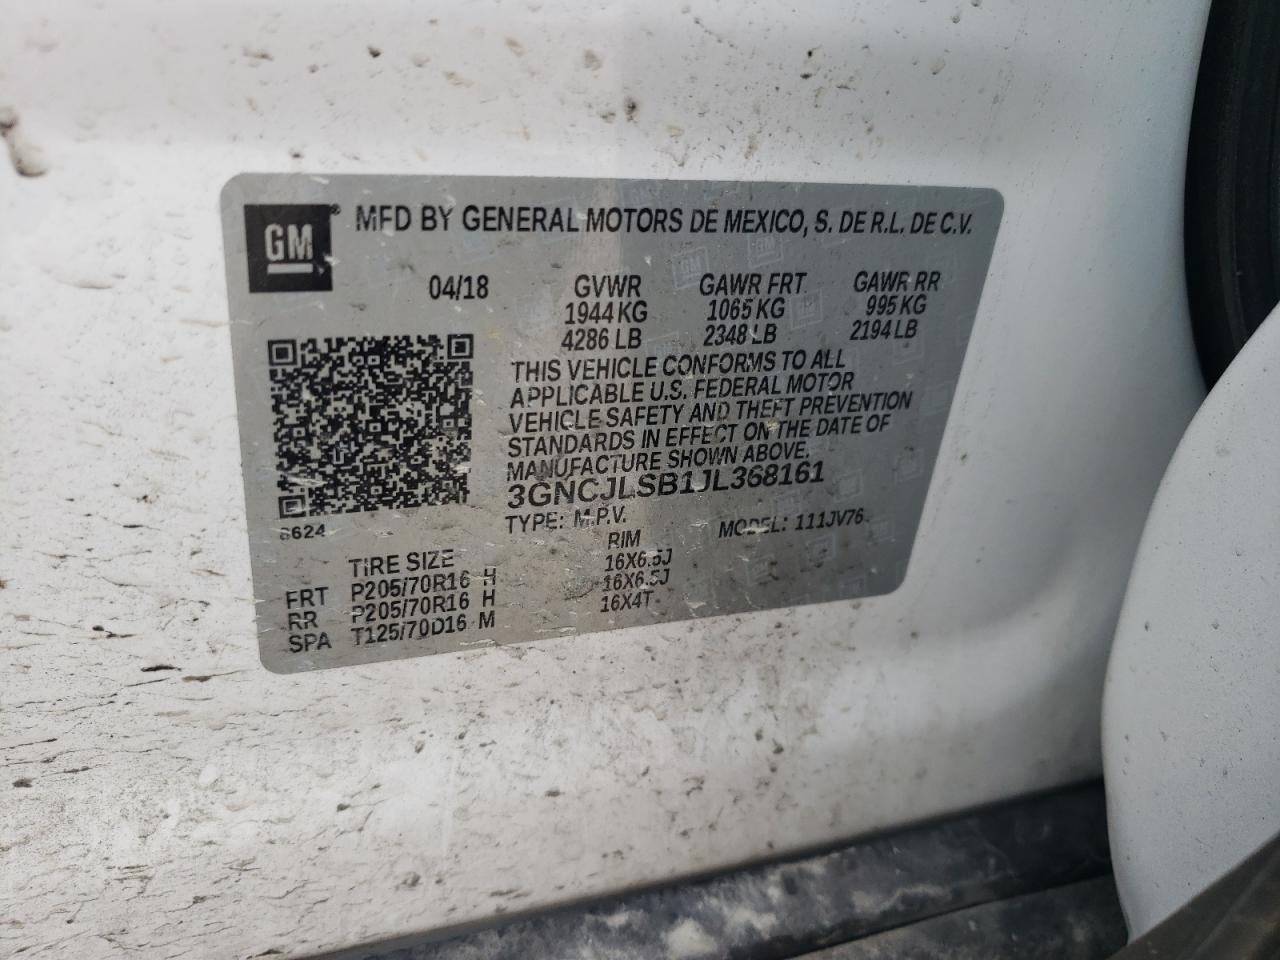 GM ® MFD BY GENERAL MOTORS DE MEXICO, S. DE R.L. DE C.V.
04/18 GVWR GAWR FRT GAWR RR
1944 KG 1065 KG 995 KG
4286 LB 2348 LB 2194 LB
THIS VEHICLE CONFORMS TO ALL
APPLICABLE U.S. FEDERAL MOTOR
VEHICLE SAFETY AND THEFT PREVENTION
STANDARDS IN EFFECT ON THE DATE OF
MANUFACTURE SHOWN ABOVE.
3GNCJLSB1JL368161
6624 TYPE: M.P.V. MODEL: 111JV76
TIRE SIZE RIM
FRT P205/70R16 H 16X6.5J
RR P205/70R16 H 16X6.5J
SPA T125/70D16 M 16X4T